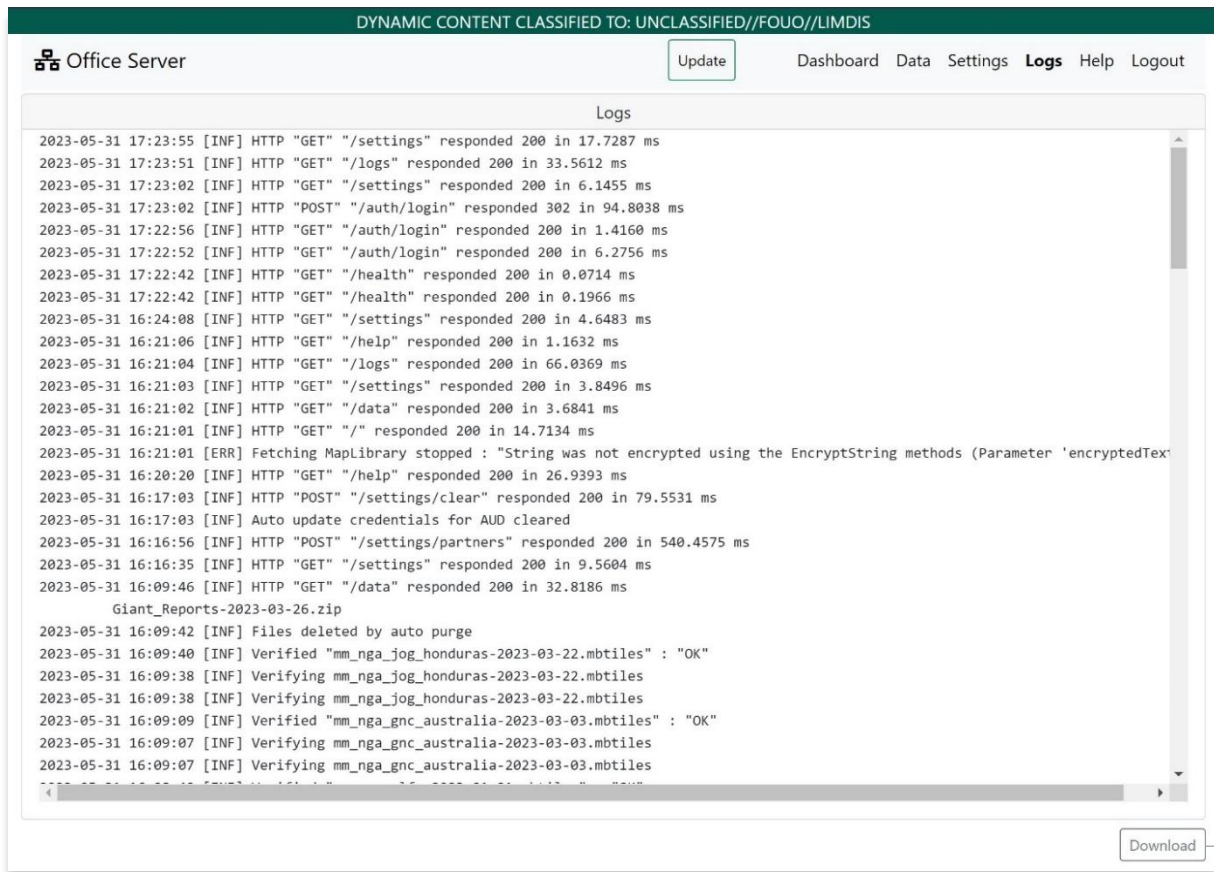 DYNAMIC CONTENT CLASSIFIED TO: UNCLASSIFIED//FOUO//LIMDIS
Office Server Update Dashboard Data Settings Logs Help Logout
Logs
2023-05-31 17:23:55 [INF] HTTP "GET" "/settings" responded 200 in 17.7287 ms
2023-05-31 17:23:51 [INF] HTTP "GET" "/logs" responded 200 in 33.5612 ms
2023-05-31 17:23:02 [INF] HTTP "GET" "/settings" responded 200 in 6.1455 ms
2023-05-31 17:23:02 [INF] HTTP "POST" "/auth/login" responded 302 in 94.8038 ms
2023-05-31 17:22:56 [INF] HTTP "GET" "/auth/login" responded 200 in 1.4160 ms
2023-05-31 17:22:52 [INF] HTTP "GET" "/auth/login" responded 200 in 6.2756 ms
2023-05-31 17:22:42 [INF] HTTP "GET" "/health" responded 200 in 0.0714 ms
2023-05-31 17:22:42 [INF] HTTP "GET" "/health" responded 200 in 0.1966 ms
2023-05-31 16:24:08 [INF] HTTP "GET" "/settings" responded 200 in 4.6483 ms
2023-05-31 16:21:06 [INF] HTTP "GET" "/help" responded 200 in 1.1632 ms
2023-05-31 16:21:04 [INF] HTTP "GET" "/logs" responded 200 in 66.0369 ms
2023-05-31 16:21:03 [INF] HTTP "GET" "/settings" responded 200 in 3.8496 ms
2023-05-31 16:21:02 [INF] HTTP "GET" "/data" responded 200 in 3.6841 ms
2023-05-31 16:21:01 [INF] HTTP "GET" "/" responded 200 in 14.7134 ms
2023-05-31 16:21:01 [ERR] Fetching MapLibrary stopped : "String was not encrypted using the EncryptString methods (Parameter 'encryptedTex
2023-05-31 16:20:20 [INF] HTTP "GET" "/help" responded 200 in 26.9393 ms
2023-05-31 16:17:03 [INF] HTTP "POST" "/settings/clear" responded 200 in 79.5531 ms
2023-05-31 16:17:03 [INF] Auto update credentials for AUD cleared
2023-05-31 16:16:56 [INF] HTTP "POST" "/settings/partners" responded 200 in 540.4575 ms
2023-05-31 16:16:35 [INF] HTTP "GET" "/settings" responded 200 in 9.5604 ms
2023-05-31 16:09:46 [INF] HTTP "GET" "/data" responded 200 in 32.8186 ms
Giant_Reports-2023-03-26.zip
2023-05-31 16:09:42 [INF] Files deleted by auto purge
2023-05-31 16:09:40 [INF] Verified "mm_nga_jog_honduras-2023-03-22.mbtiles" : "OK"
2023-05-31 16:09:38 [INF] Verifying mm_nga_jog_honduras-2023-03-22.mbtiles
2023-05-31 16:09:38 [INF] Verifying mm_nga_jog_honduras-2023-03-22.mbtiles
2023-05-31 16:09:09 [INF] Verified "mm_nga_gnc_australia-2023-03-03.mbtiles" : "OK"
2023-05-31 16:09:07 [INF] Verifying mm_nga_gnc_australia-2023-03-03.mbtiles
2023-05-31 16:09:07 [INF] Verifying mm_nga_gnc_australia-2023-03-03.mbtiles
Download